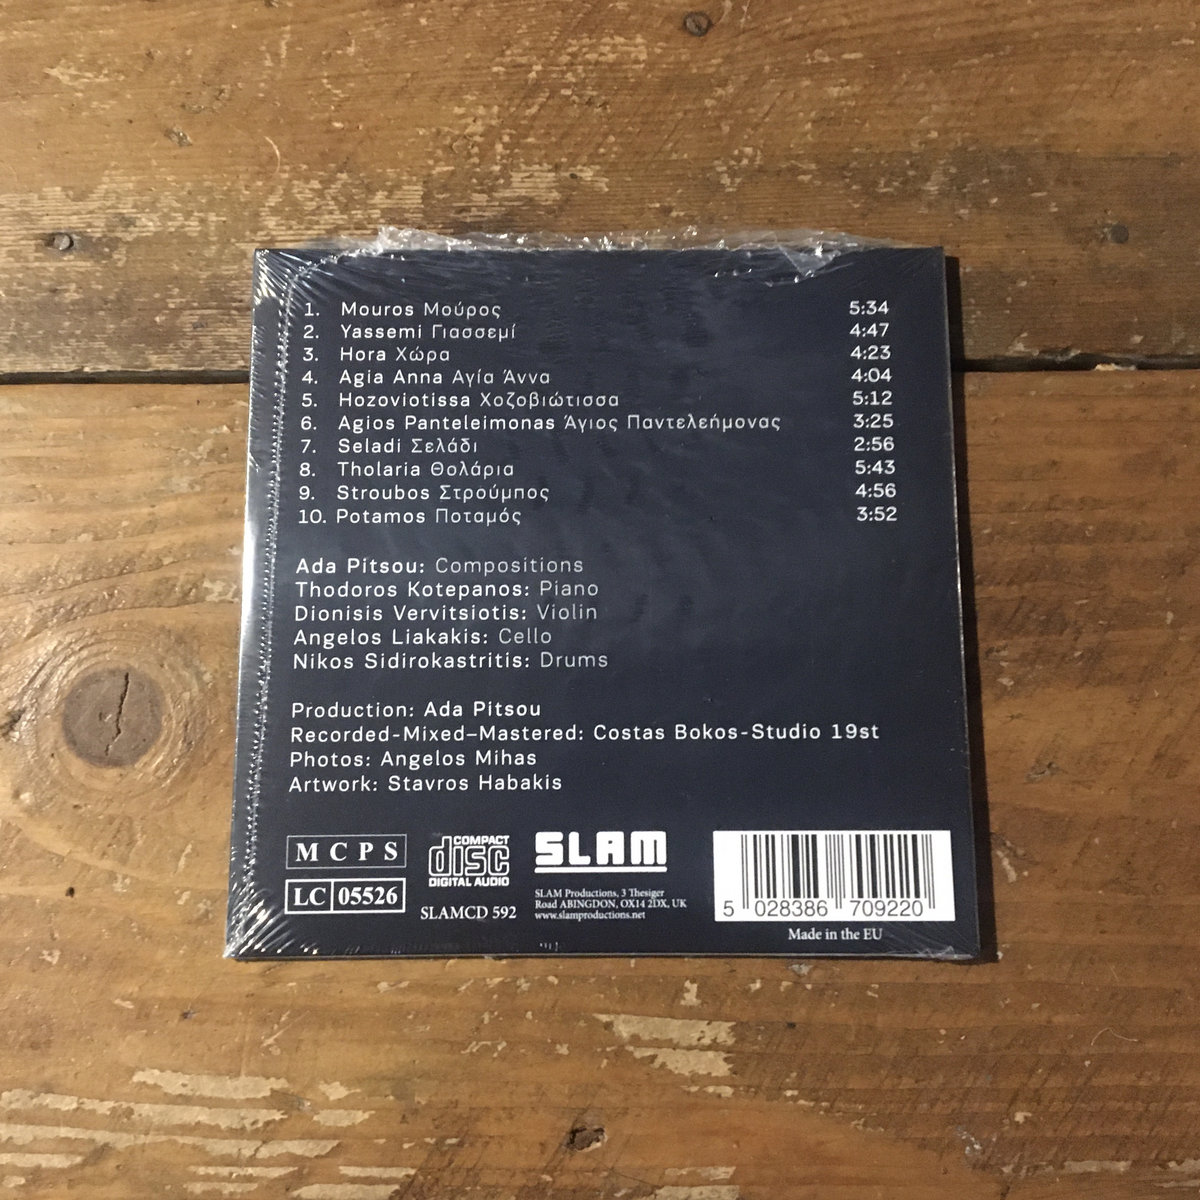 1. Mouros Μούρος 5:34
2. Yassemi Γιασσεμί 4:47
3. Hora Χώρα 4:23
4. Agia Anna Αγία Άννα 4:04
5. Hozoviotissa Χοζοβιώτισσα 5:12
6. Agios Panteleimonas Άγιος Παντελεήμονας 3:25
7. Seladi Σελάδι 2:56
8. Tholaria Θολάρια 5:43
9. Stroubos Στρούμπος 4:56
10. Potamos Ποταμός 3:52
Ada Pitsou: Compositions
Thodoros Kotepanos: Piano
Dionisis Vervitsiotis: Violin
Angelos Liakakis: Cello
Nikos Sidirokastritis: Drums
Production: Ada Pitsou
Recorded-Mixed–Mastered: Costas Bokos-Studio 19st
Photos: Angelos Mihas
Artwork: Stavros Habakis
MCPS
LC 05526
COMPACT
disc
DIGITAL AUDIO
SLAMCD 592
SLAM
SLAM Productions, 3 Thesiger
Road ABINGDON, OX14 2DX, UK
www.slamproductions.net
5 028386 709220
Made in the EU